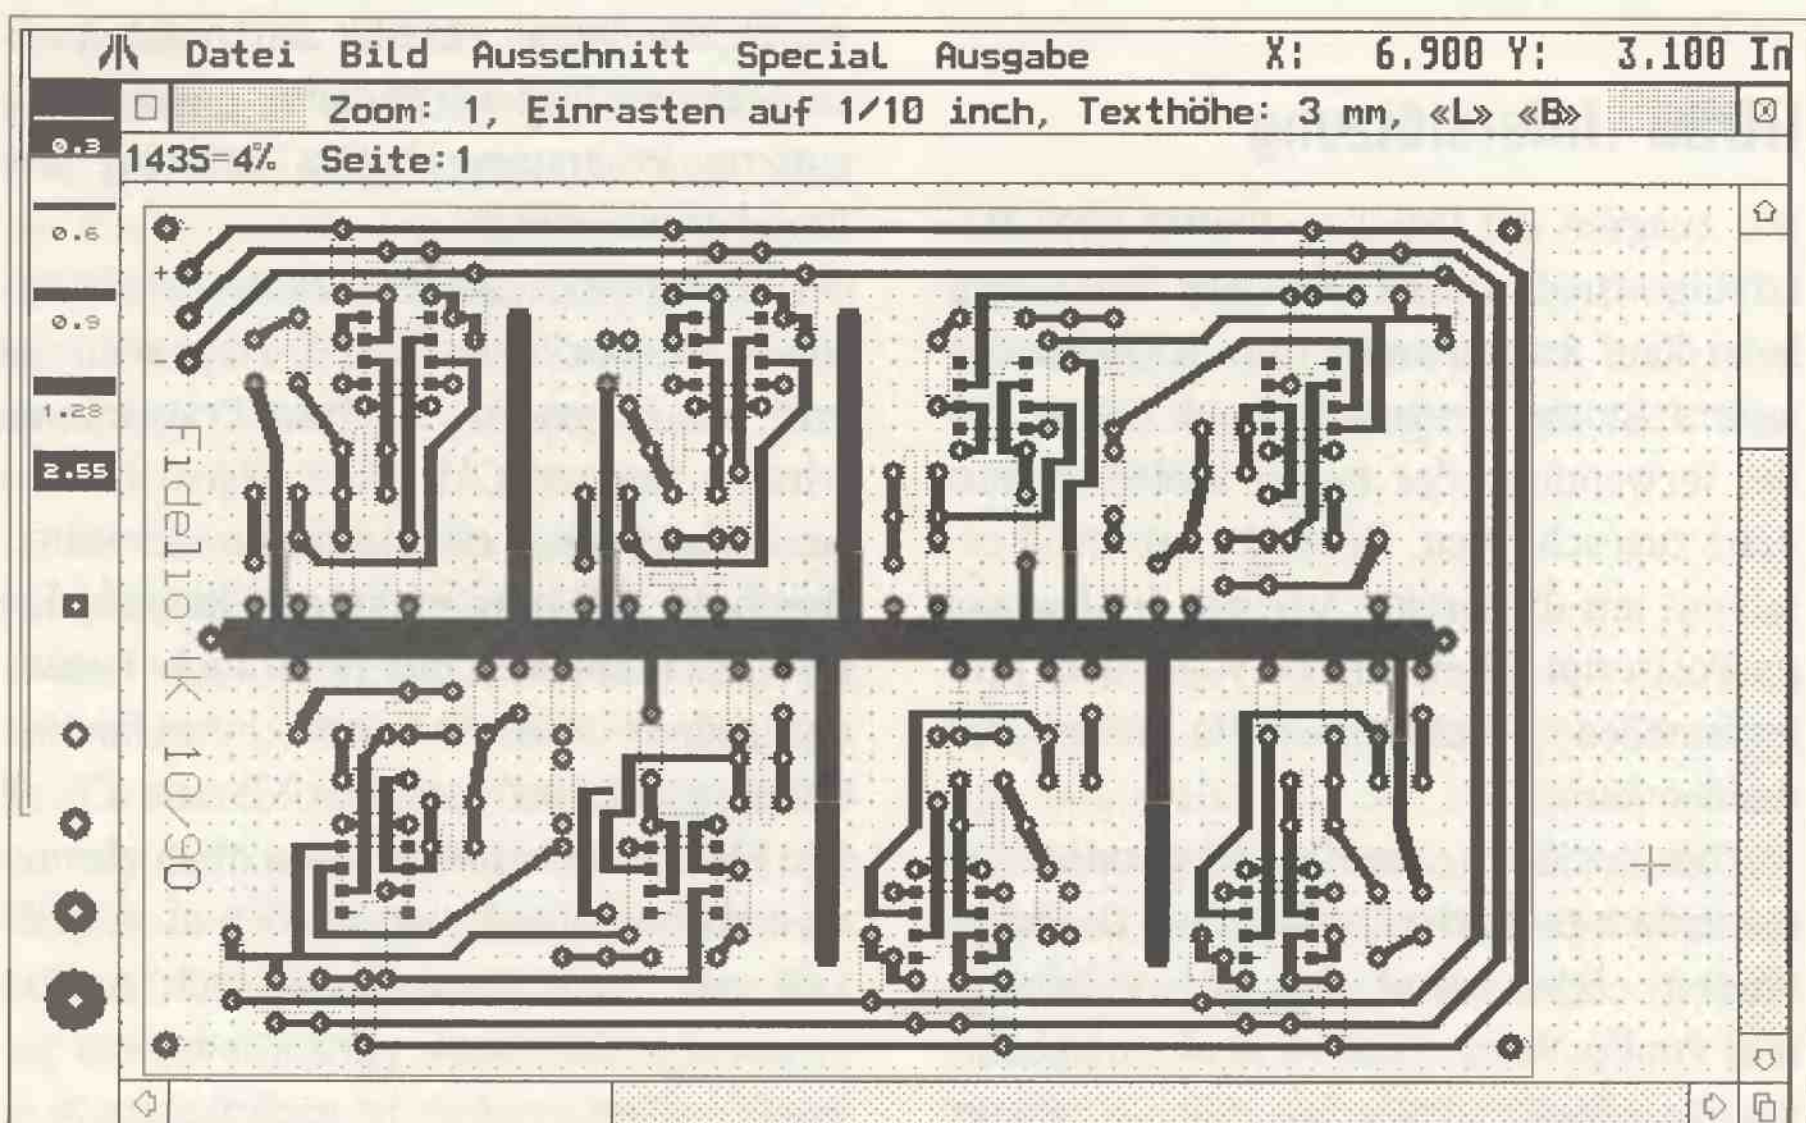 Datei Bild Ausschnitt Special Ausgabe X: 6.900 Y: 3.100 In
Zoom: 1, Einrasten auf 1/10 inch, Texthöhe: 3 mm, «L» «B»
1435=4% Seite:1
0.3
0.6
0.9
1.28
2.55
+
-
Fidelio IK 10/90